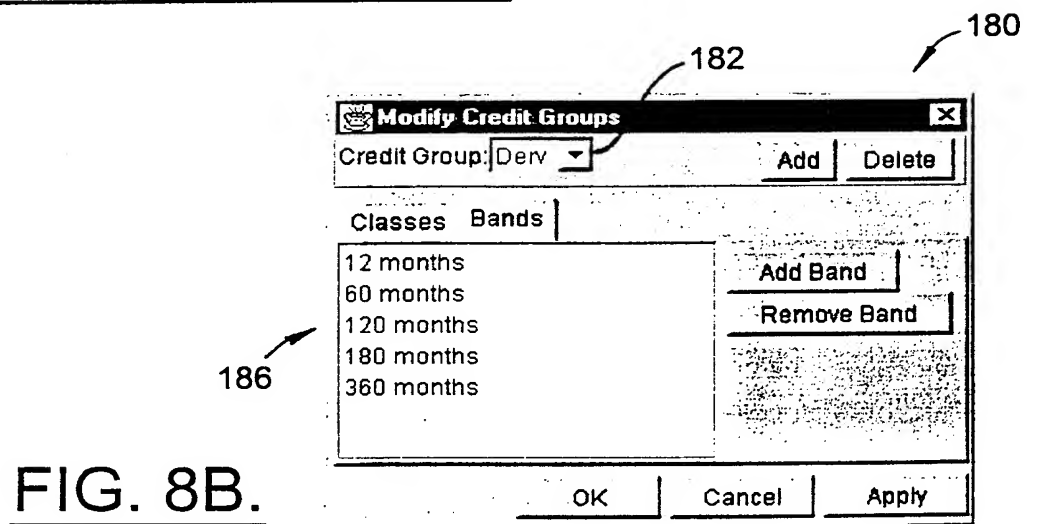 180
182
Modify Credit Groups
Credit Group: Derv Add Delete
Classes Bands
12 months
60 months
120 months
180 months
360 months
Add Band
Remove Band
186
OK Cancel Apply
FIG. 8B.